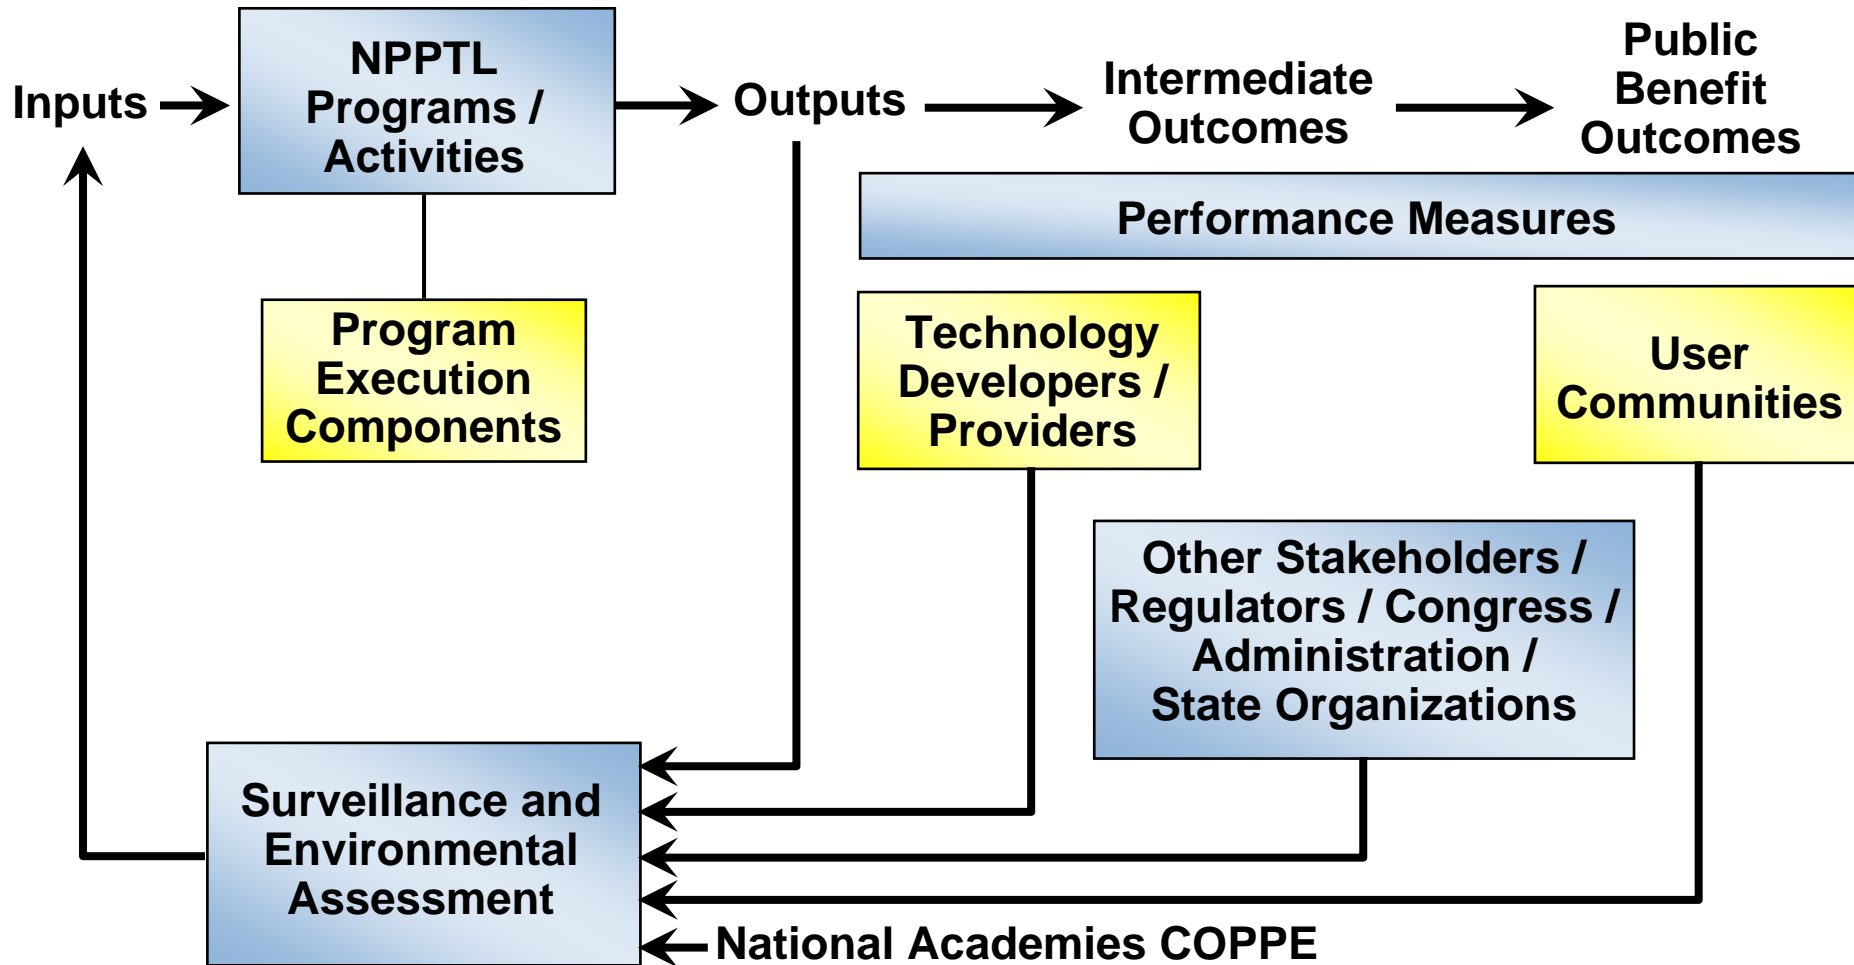 Inputs
NPPTL
Programs /
Activities
Outputs
Intermediate
Outcomes
Public
Benefit
Outcomes
Performance Measures
Program
Execution
Components
Technology
Developers /
Providers
User
Communities
Other Stakeholders /
Regulators / Congress /
Administration /
State Organizations
Surveillance and
Environmental
Assessment
National Academies COPPE